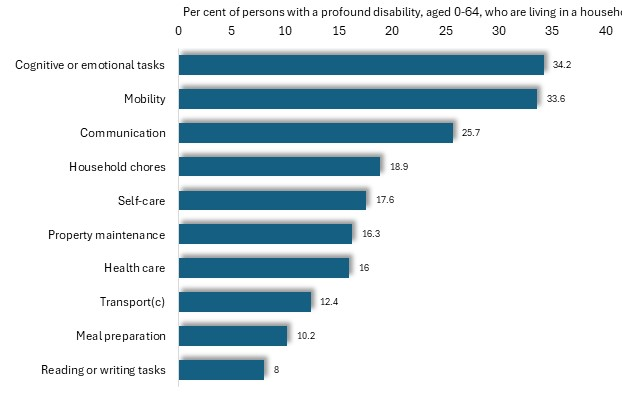 Per cent of persons with a profound disability, aged 0-64, who are living in a
0 5 10 15 20 25 30 35 40
Cognitive or emotional tasks 34.2
Mobility 33.6
Communication 25.7
Household chores 18.9
Self-care 17.6
Property maintenance 16.3
Health care 16
Transport(c) 12.4
Meal preparation 10.2
Reading or writing tasks 8